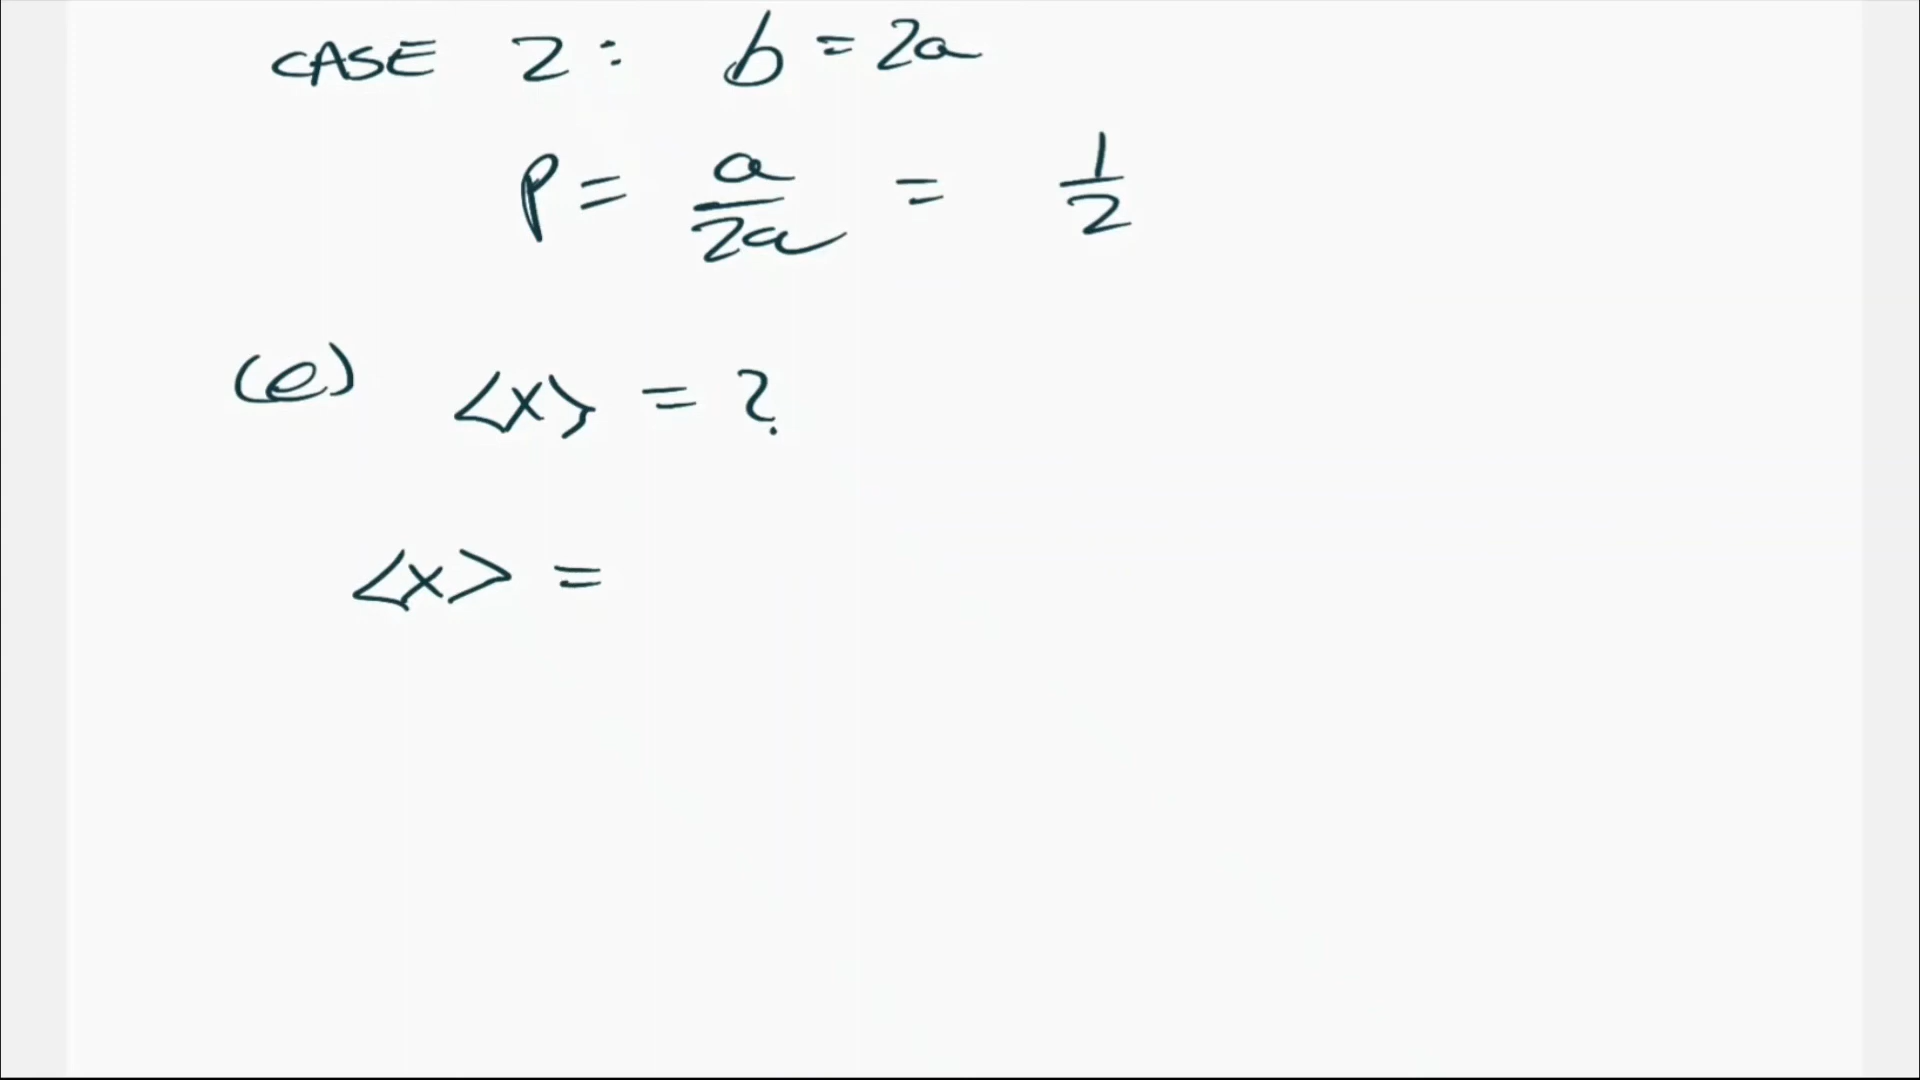 CASE 2: b = 2a
P = a/2a = 1/2
(e) <x> = ?
<x> =